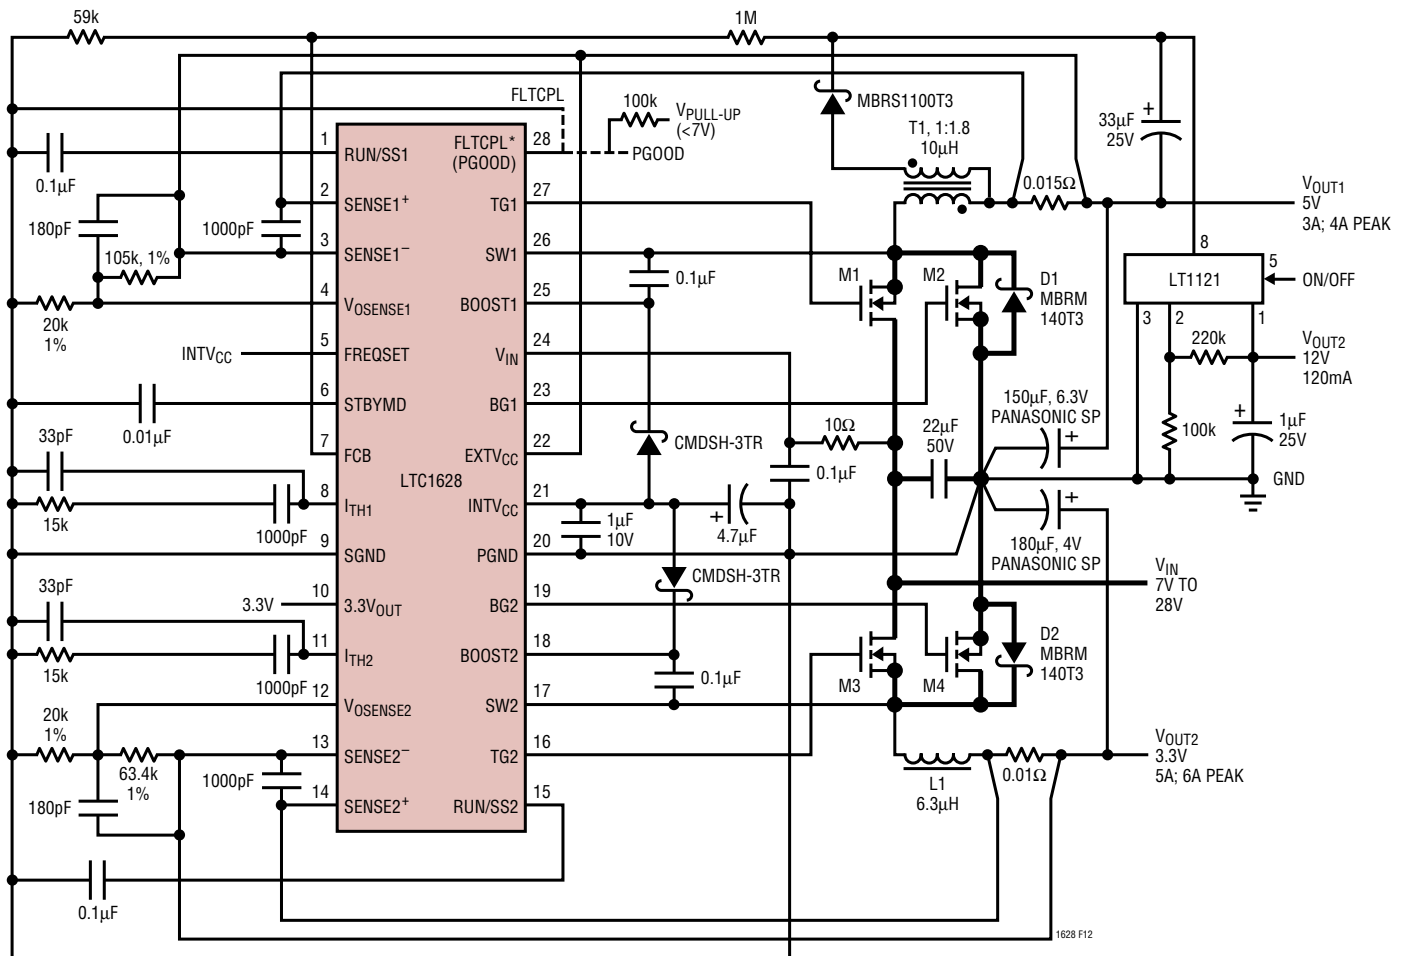 59k
1M
FLTCPL
100k
VPULL-UP
(<7V)
PGOOD
MBRS1100T3
T1, 1:1.8
10µH
33µF
25V
+
0.015Ω
VOUT1
5V
3A; 4A PEAK
0.1µF
180pF
105k, 1%
1000pF
20k
1%
INTVCC
0.01µF
33pF
15k
1000pF
33pF
3.3V
15k
1000pF
20k
1%
63.4k
1%
180pF
1000pF
0.1µF
1
RUN/SS1
2
SENSE1+
3
SENSE1–
4
VOSENSE1
5
FREQSET
6
STBYMD
7
FCB
8
ITH1
9
SGND
10
3.3VOUT
11
ITH2
12
VOSENSE2
13
SENSE2–
14
SENSE2+
LTC1628
FLTCPL*
(PGOOD)
28
TG1
27
SW1
26
BOOST1
25
VIN
24
BG1
23
EXTVCC
22
INTVCC
21
PGND
20
BG2
19
BOOST2
18
SW2
17
TG2
16
RUN/SS2
15
0.1µF
CMDSH-3TR
1µF
10V
+
4.7µF
CMDSH-3TR
0.1µF
10Ω
0.1µF
M1
M2
D1
MBRM
140T3
22µF
50V
150µF, 6.3V
PANASONIC SP
+
+
180µF, 4V
PANASONIC SP
8
LT1121
5
ON/OFF
3
2
1
220k
VOUT2
12V
120mA
100k
+
1µF
25V
GND
VIN
7V TO
28V
M3
M4
D2
MBRM
140T3
L1
6.3µH
0.01Ω
VOUT2
3.3V
5A; 6A PEAK
1628 F12